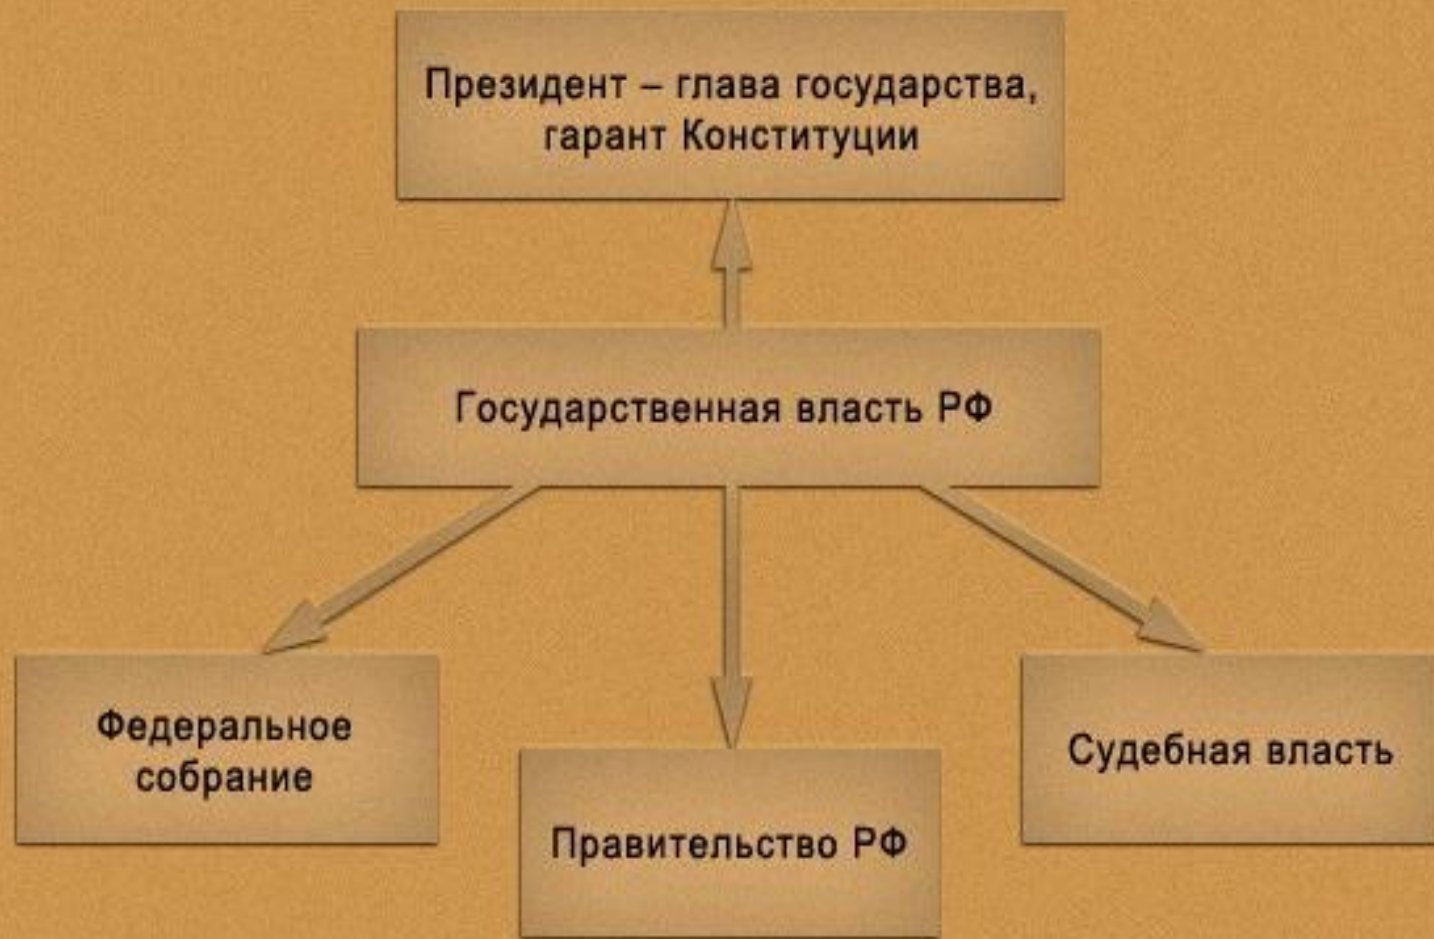 Президент – глава государства,
гарант Конституции
Государственная власть РФ
Федеральное
собрание
Правительство РФ
Судебная власть